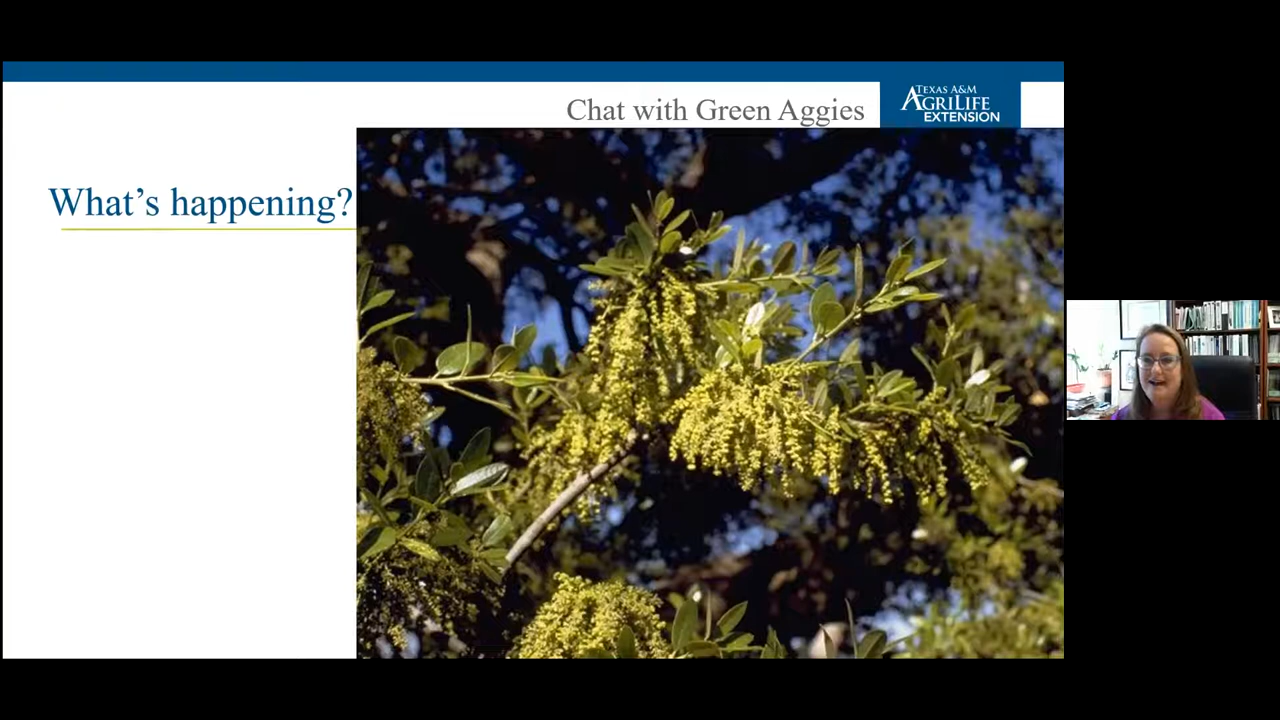 Chat with Green Aggies
TEXAS A&M
AGRILIFE
EXTENSION
What's happening?